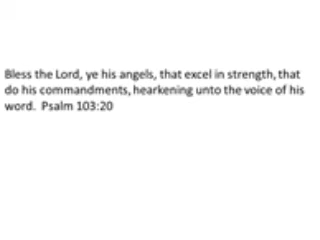 Bless the Lord, ye his angels, that excel in strength, that
do his commandments, hearkening unto the voice of his
word.  Psalm 103:20